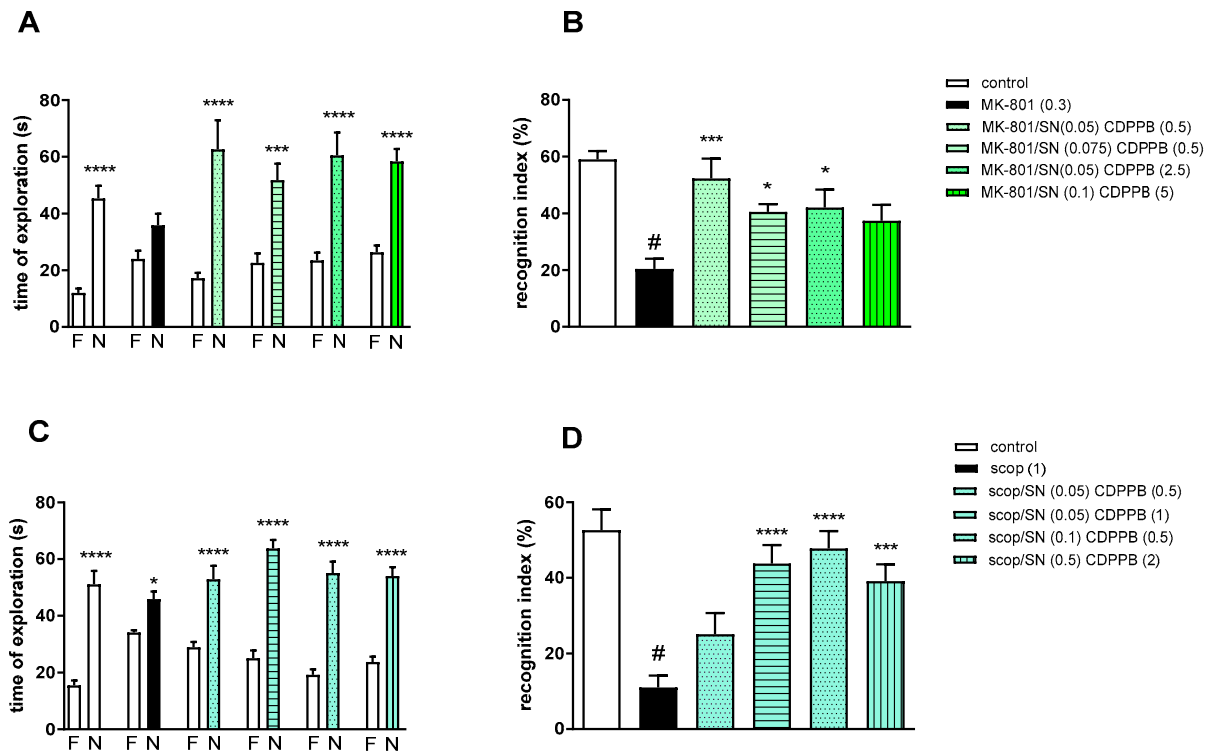 A
time of exploration (s)
80
60
40
20
0
****
****
***
****
****
F N F N F N F N F N F N
B
recognition index (%)
80
60
40
20
0
#
***
*
*
control
MK-801 (0.3)
MK-801/SN(0.05) CDPPB (0.5)
MK-801/SN (0.075) CDPPB (0.5)
MK-801/SN(0.05) CDPPB (2.5)
MK-801/SN (0.1) CDPPB (5)
C
time of exploration (s)
80
60
40
20
0
****
*
****
****
****
****
F N F N F N F N F N F N
D
recognition index (%)
60
40
20
0
#
****
****
***
control
scop (1)
scop/SN (0.05) CDPPB (0.5)
scop/SN (0.05) CDPPB (1)
scop/SN (0.1) CDPPB (0.5)
scop/SN (0.5) CDPPB (2)